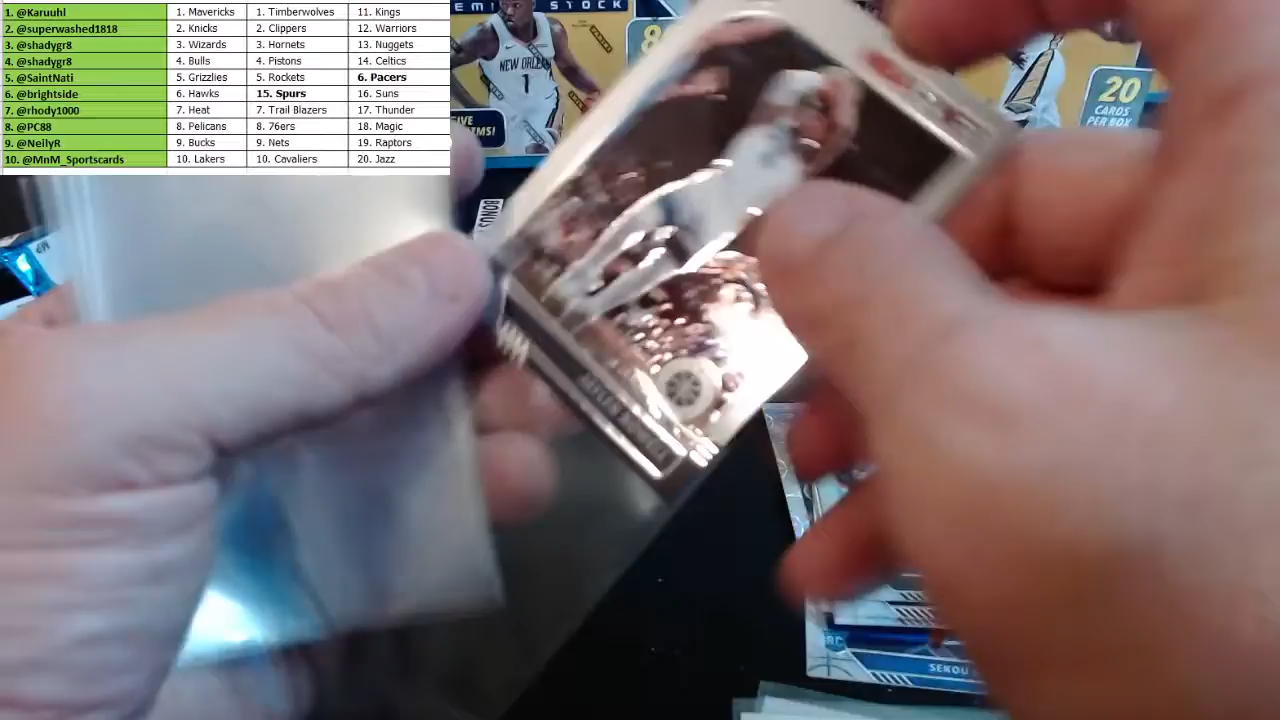 1. @Karuuhl 1. Mavericks 1. Timberwolves 11. Kings
2. @superwashed1818 2. Knicks 2. Clippers 12. Warriors
3. @shadygr8 3. Wizards 3. Hornets 13. Nuggets
4. @shadygr8 4. Bulls 4. Pistons 14. Celtics
5. @SaintNati 5. Grizzlies 5. Rockets 6. Pacers
6. @brightside 6. Hawks 15. Spurs 16. Suns
7. @rhody1000 7. Heat 7. Trail Blazers 17. Thunder
8. @PC88 8. Pelicans 8. 76ers 18. Magic
9. @NeilyR 9. Bucks 9. Nets 19. Raptors
10. @MnM_Sportscards 10. Lakers 10. Cavaliers 20. Jazz
STOCK
NEW ORLEANS
1
20
CARDS
PER BOX
BONUS
RC
SEKOU